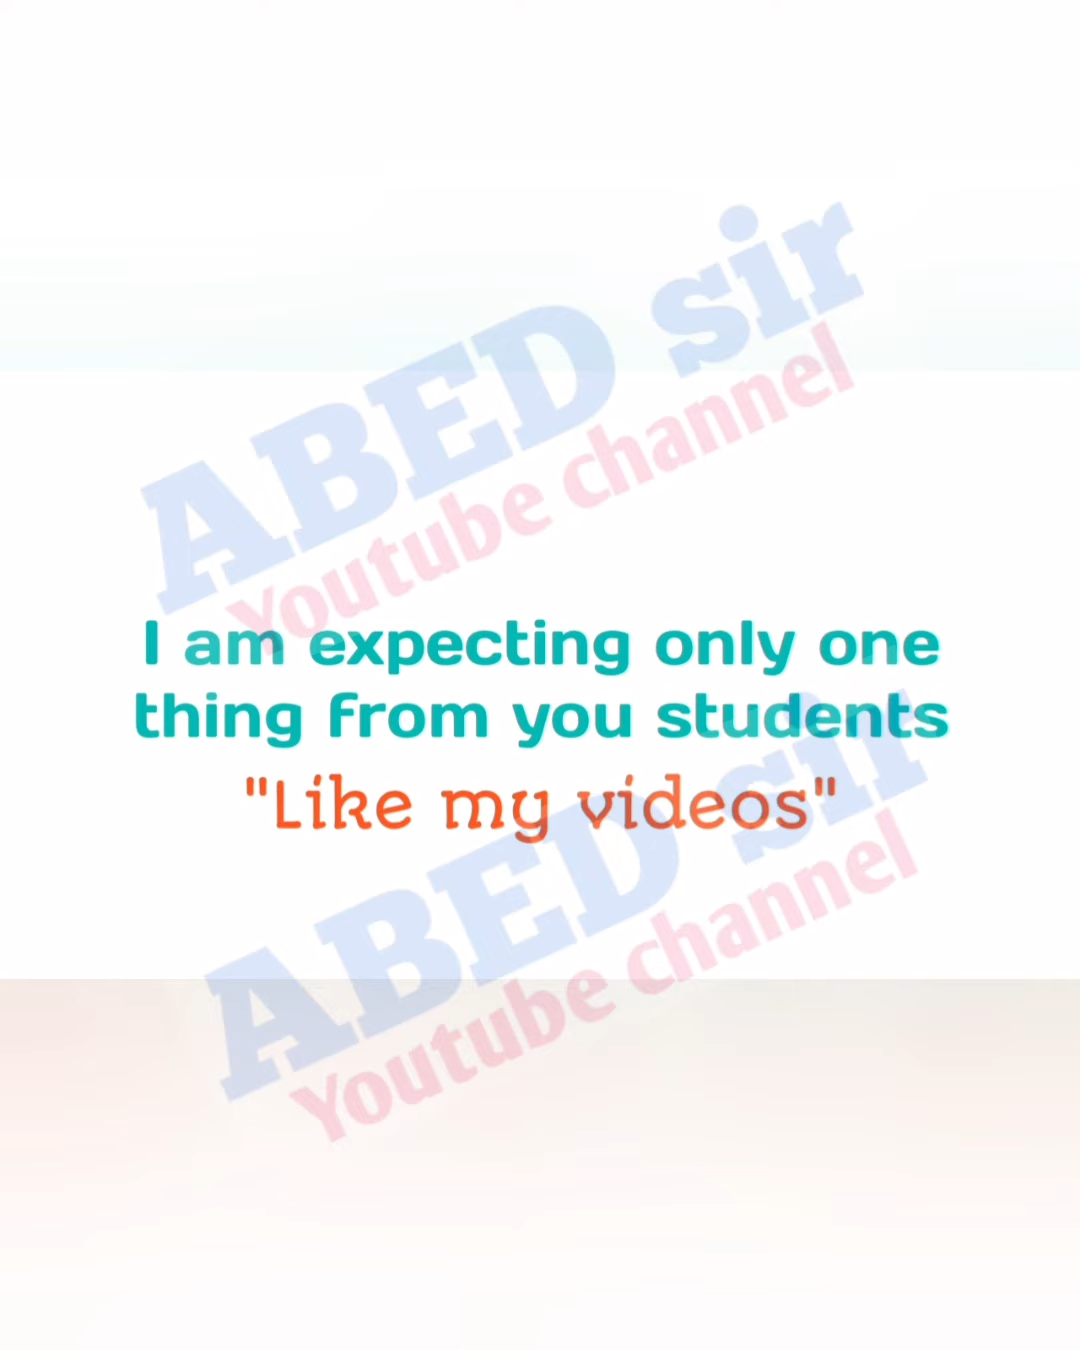 ABED sir
Youtube channel
I am expecting only one
thing from you students
"Like my videos"
ABED sir
Youtube channel